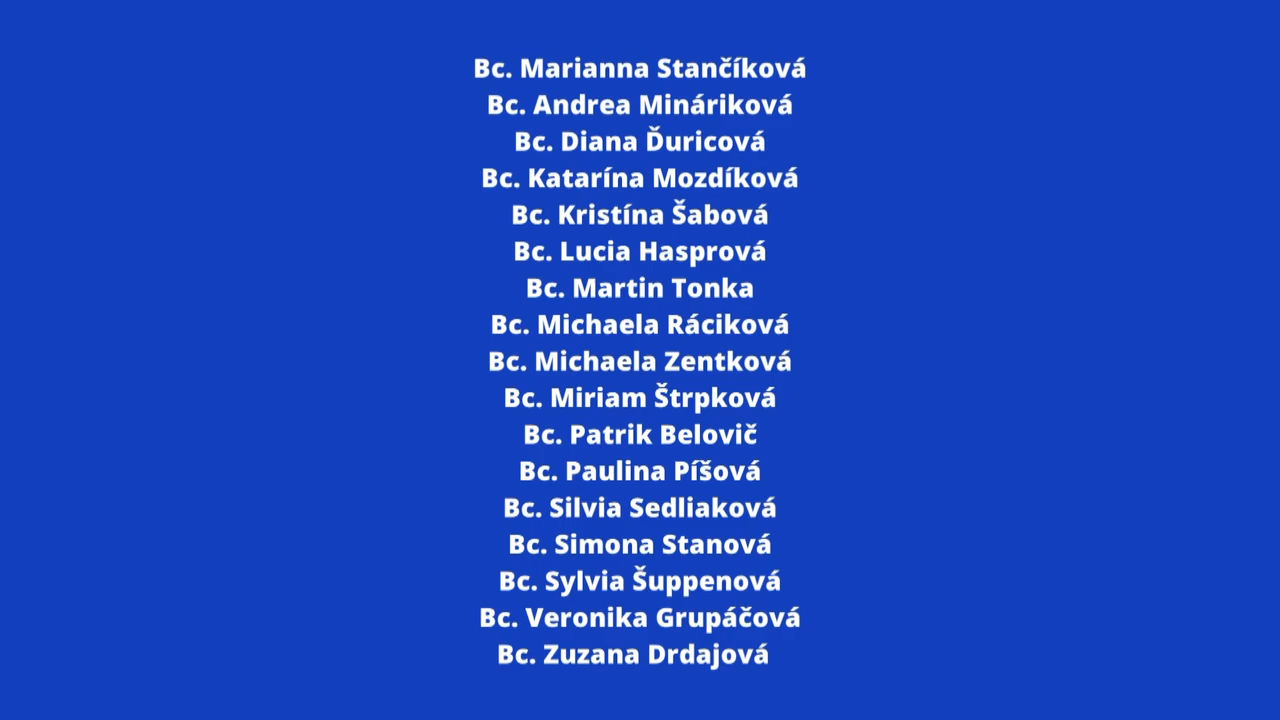 Bc. Marianna Stančíková
Bc. Andrea Mináriková
Bc. Diana Ďuricová
Bc. Katarína Mozdíková
Bc. Kristína Šabová
Bc. Lucia Hasprová
Bc. Martin Tonka
Bc. Michaela Ráciková
Bc. Michaela Zentková
Bc. Miriam Štrpková
Bc. Patrik Belovič
Bc. Paulina Píšová
Bc. Silvia Sedliaková
Bc. Simona Stanová
Bc. Sylvia Šuppenová
Bc. Veronika Grupáčová
Bc. Zuzana Drdajová